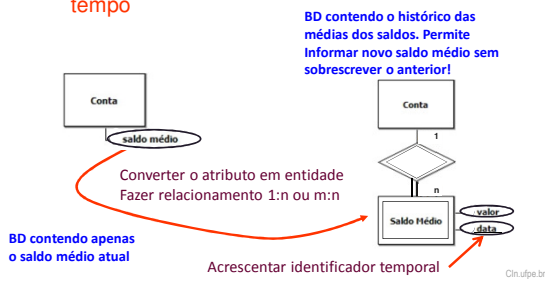 tempo
BD contendo o histórico das
médias dos saldos. Permite
Informar novo saldo médio sem
sobrescrever o anterior!
Conta
saldo médio
Conta
1
n
Converter o atributo em entidade
Fazer relacionamento 1:n ou m:n
Saldo Médio
valor
data
BD contendo apenas
o saldo médio atual
Acrescentar identificador temporal
CIn.ufpe.br